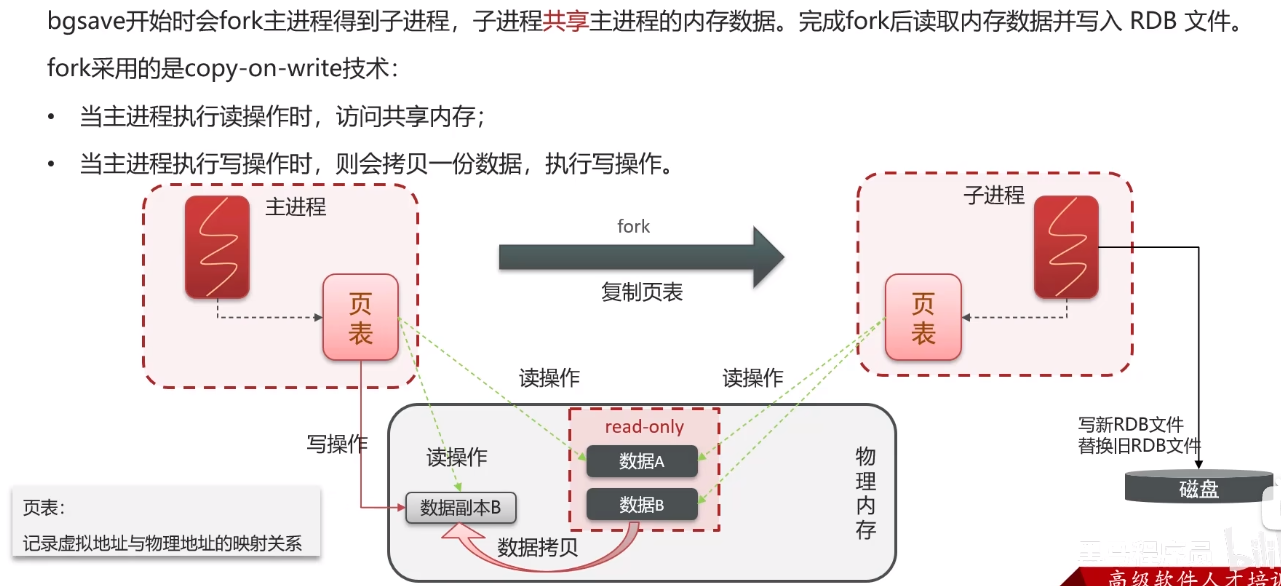 bgsave开始时会fork主进程得到子进程，子进程共享主进程的内存数据。完成fork后读取内存数据并写入 RDB 文件。
fork采用的是copy-on-write技术：
• 当主进程执行读操作时，访问共享内存；
• 当主进程执行写操作时，则会拷贝一份数据，执行写操作。
主进程
子进程
fork
复制页表
页
表
页
表
读操作
读操作
写操作
读操作
read-only
数据A
数据B
数据副本B
数据拷贝
物
理
内
存
写新RDB文件
替换旧RDB文件
磁盘
页表：
记录虚拟地址与物理地址的映射关系
高级软件人才培训